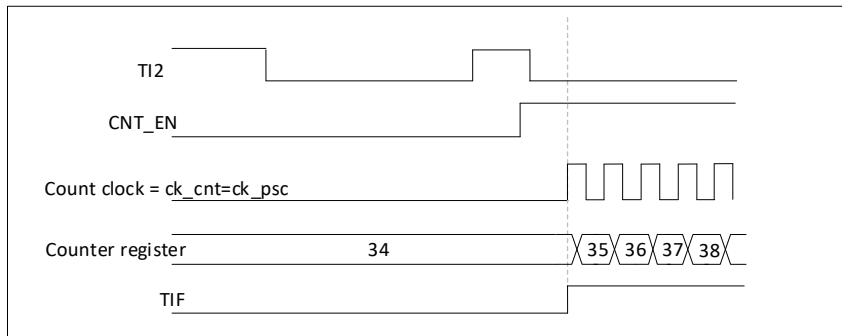 TI2
CNT_EN
Count clock = ck_cnt=ck_psc
Counter register 34 35 36 37 38
TIF